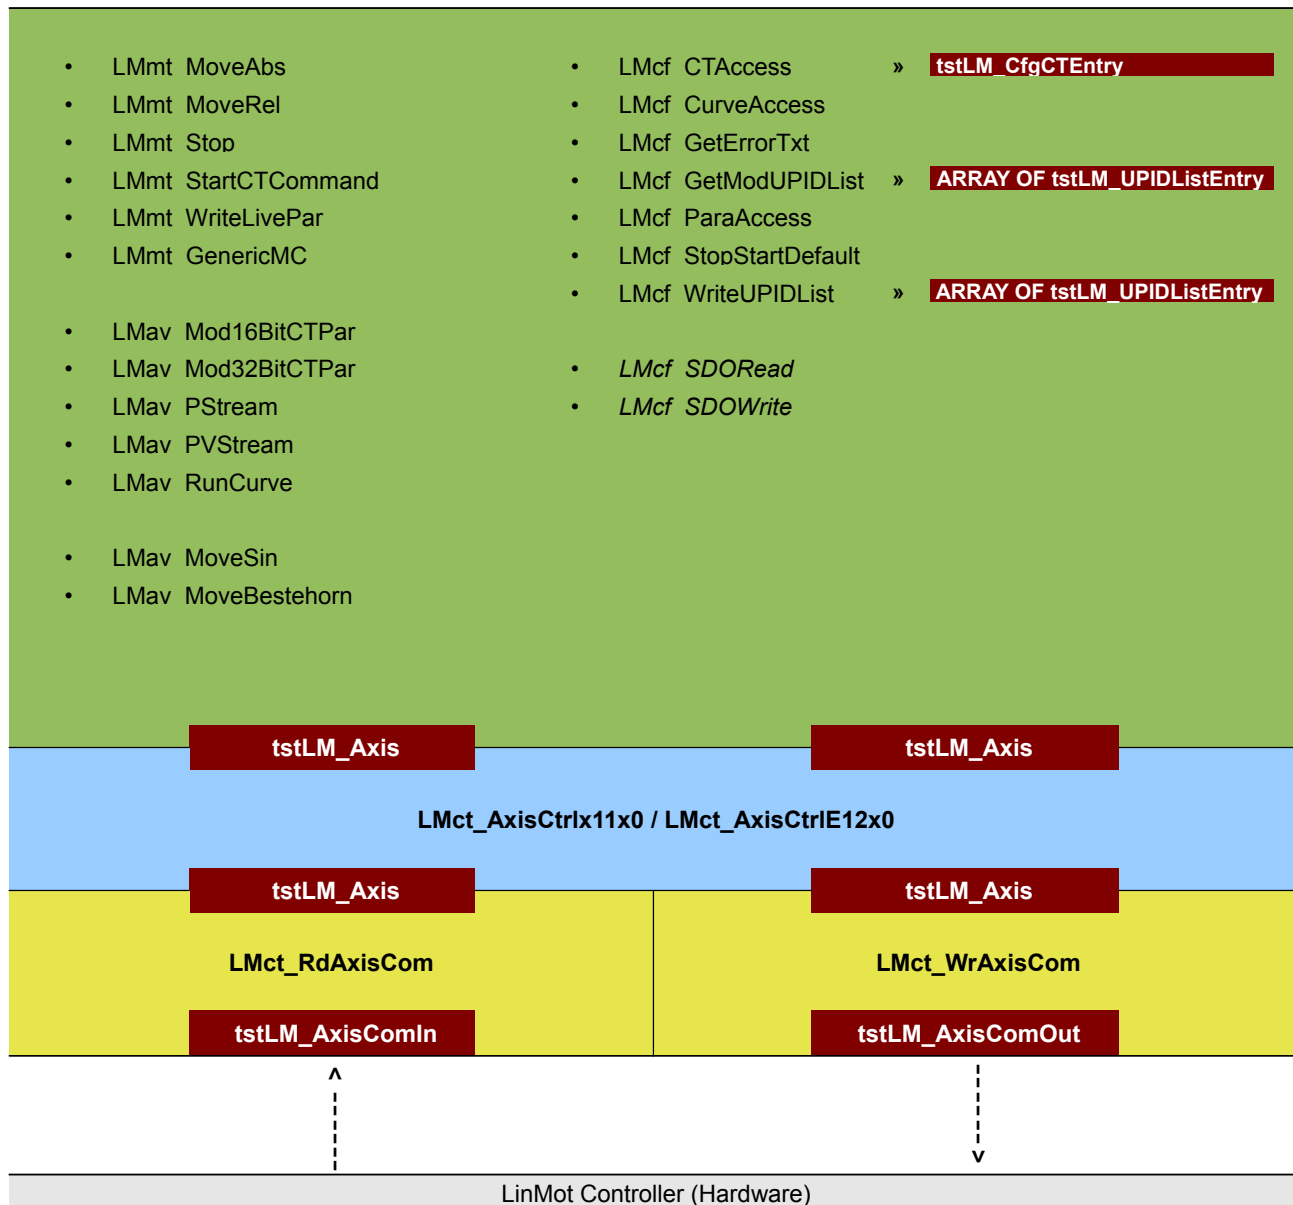 • LMmt MoveAbs
• LMmt MoveRel
• LMmt Stop
• LMmt StartCTCommand
• LMmt WriteLivePar
• LMmt GenericMC
• LMav Mod16BitCTPar
• LMav Mod32BitCTPar
• LMav PStream
• LMav PVStream
• LMav RunCurve
• LMav MoveSin
• LMav MoveBestehorn
• LMcf CTAccess » tstLM_CfgCTEntry
• LMcf CurveAccess
• LMcf GetErrorTxt
• LMcf GetModUPIDList » ARRAY OF tstLM_UPIDListEntry
• LMcf ParaAccess
• LMcf StopStartDefault
• LMcf WriteUPIDList » ARRAY OF tstLM_UPIDListEntry
• LMcf SDORead
• LMcf SDOWrite
tstLM_Axis tstLM_Axis
LMct_AxisCtrlx11x0 / LMct_AxisCtrlE12x0
tstLM_Axis tstLM_Axis
LMct_RdAxisCom LMct_WrAxisCom
tstLM_AxisComIn tstLM_AxisComOut
LinMot Controller (Hardware)